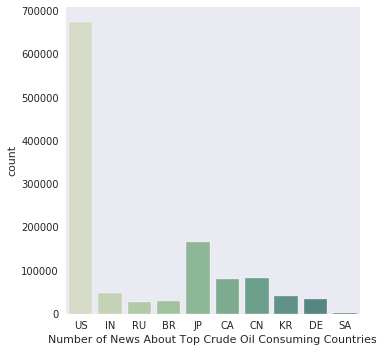 700000
600000
500000
400000
300000
200000
100000
0
count
US IN RU BR JP CA CN KR DE SA
Number of News About Top Crude Oil Consuming Countries